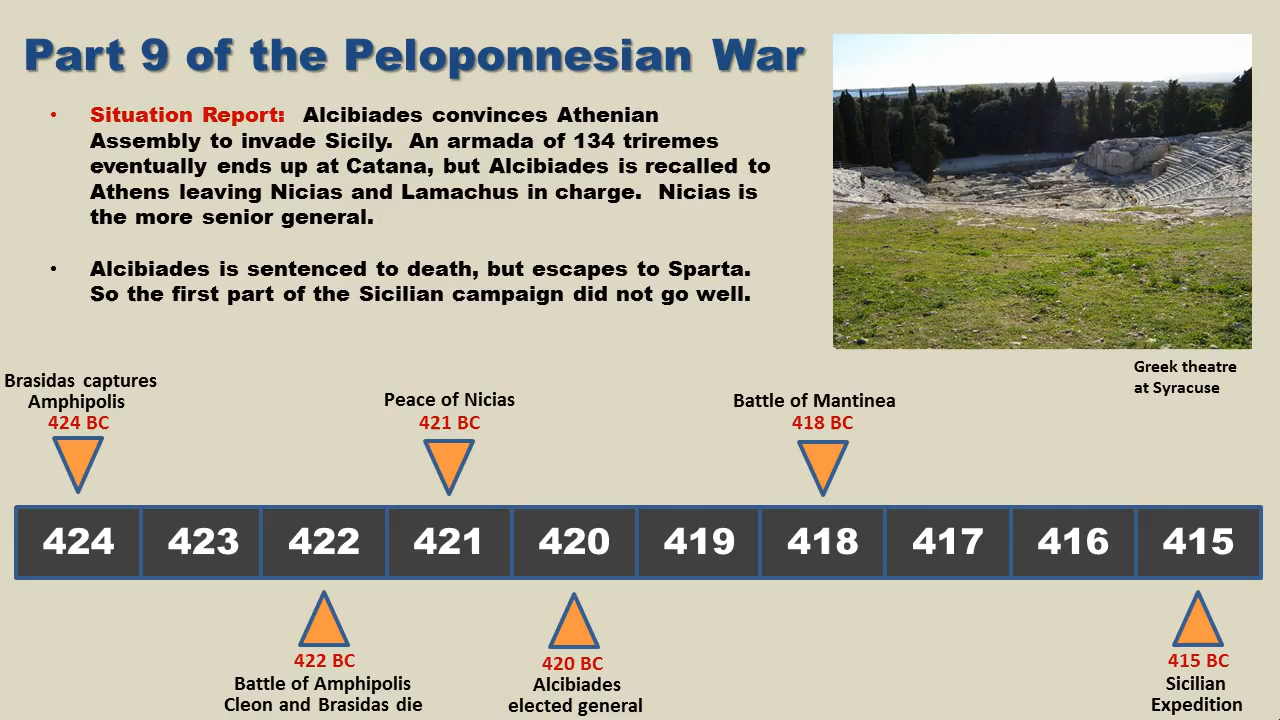 Part 9 of the Peloponnesian War
• Situation Report: Alcibiades convinces Athenian
Assembly to invade Sicily. An armada of 134 triremes
eventually ends up at Catana, but Alcibiades is recalled to
Athens leaving Nicias and Lamachus in charge. Nicias is
the more senior general.
• Alcibiades is sentenced to death, but escapes to Sparta.
So the first part of the Sicilian campaign did not go well.
Greek theatre
at Syracuse
Brasidas captures
Amphipolis
424 BC
Peace of Nicias
421 BC
Battle of Mantinea
418 BC
424 423 422 421 420 419 418 417 416 415
422 BC
Battle of Amphipolis
Cleon and Brasidas die
420 BC
Alcibiades
elected general
415 BC
Sicilian
Expedition